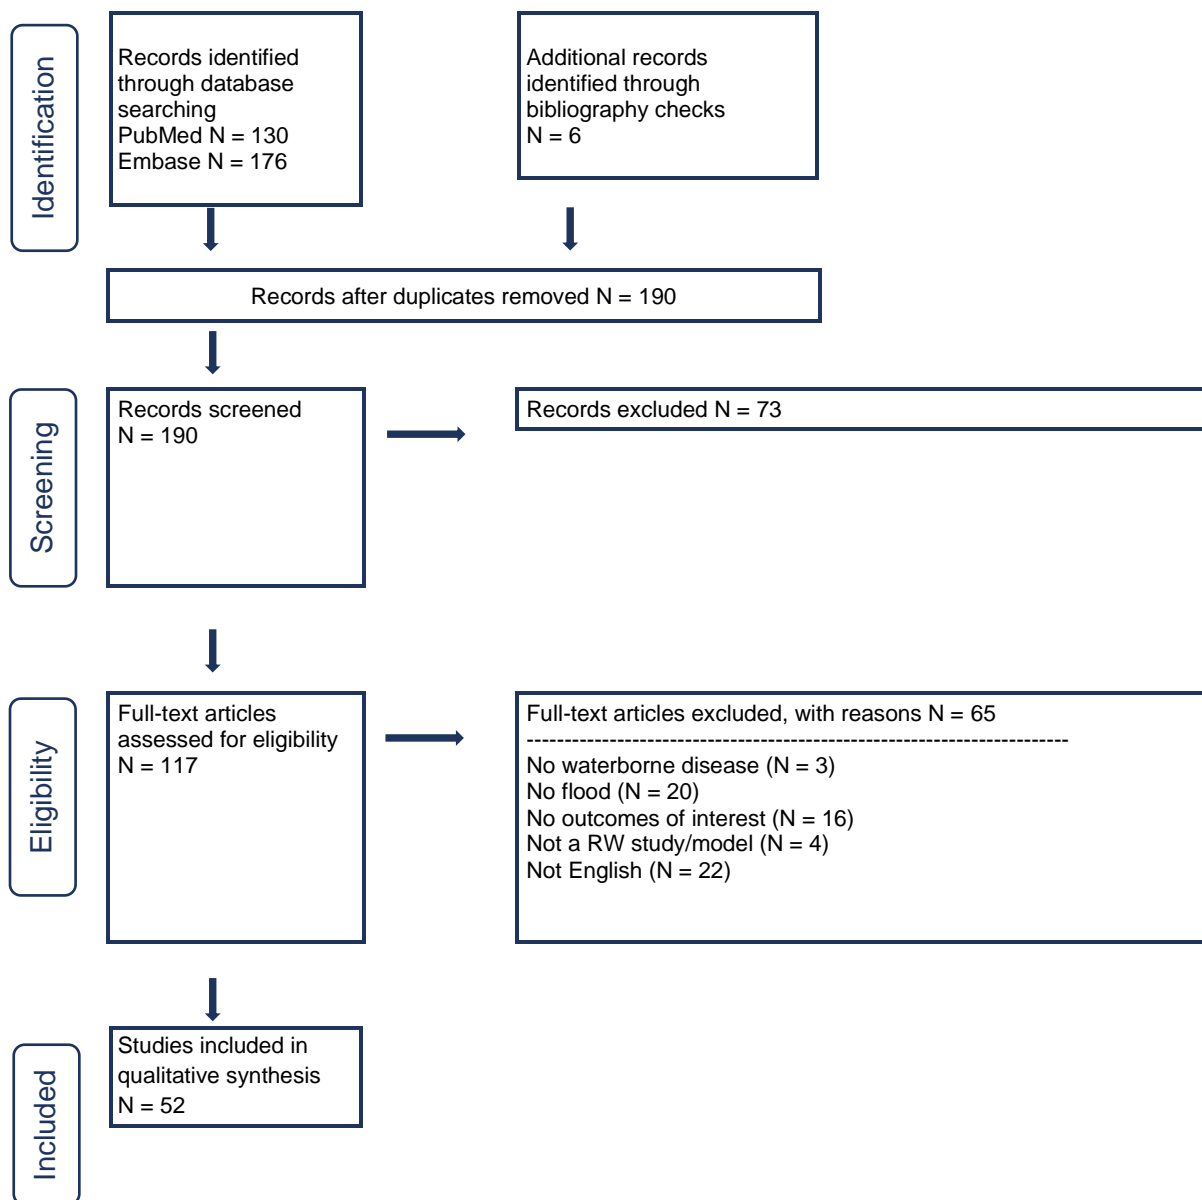 Identification
Records identified
through database
searching
PubMed N = 130
Embase N = 176
Additional records
identified through
bibliography checks
N = 6
Records after duplicates removed N = 190
Screening
Records screened
N = 190
Records excluded N = 73
Eligibility
Full-text articles
assessed for eligibility
N = 117
Full-text articles excluded, with reasons N = 65
------------------------------------------------------------------------
No waterborne disease (N = 3)
No flood (N = 20)
No outcomes of interest (N = 16)
Not a RW study/model (N = 4)
Not English (N = 22)
Included
Studies included in
qualitative synthesis
N = 52